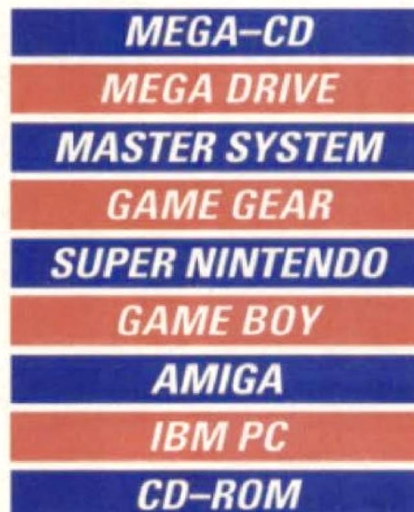 MEGA–CD
MEGA DRIVE
MASTER SYSTEM
GAME GEAR
SUPER NINTENDO
GAME BOY
AMIGA
IBM PC
CD–ROM